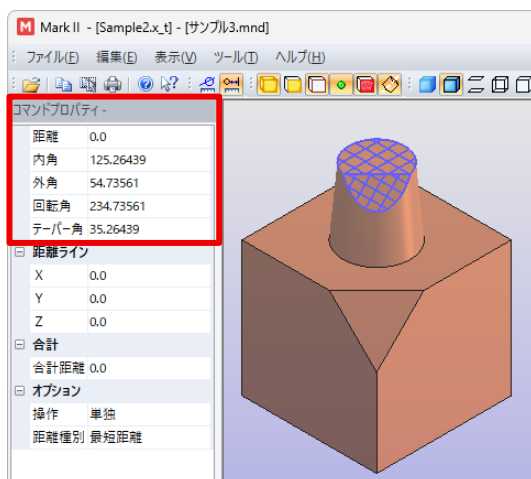 Mark II - [Sample2.x_t] - [サンプル3.mnd]
ファイル(F) 編集(E) 表示(V) ツール(T) ヘルプ(H)
コマンドプロパティ -
距離 0.0
内角 125.26439
外角 54.73561
回転角 234.73561
テーパー角 35.26439
距離ライン
X 0.0
Y 0.0
Z 0.0
合計
合計距離 0.0
オプション
操作 単独
距離種別 最短距離